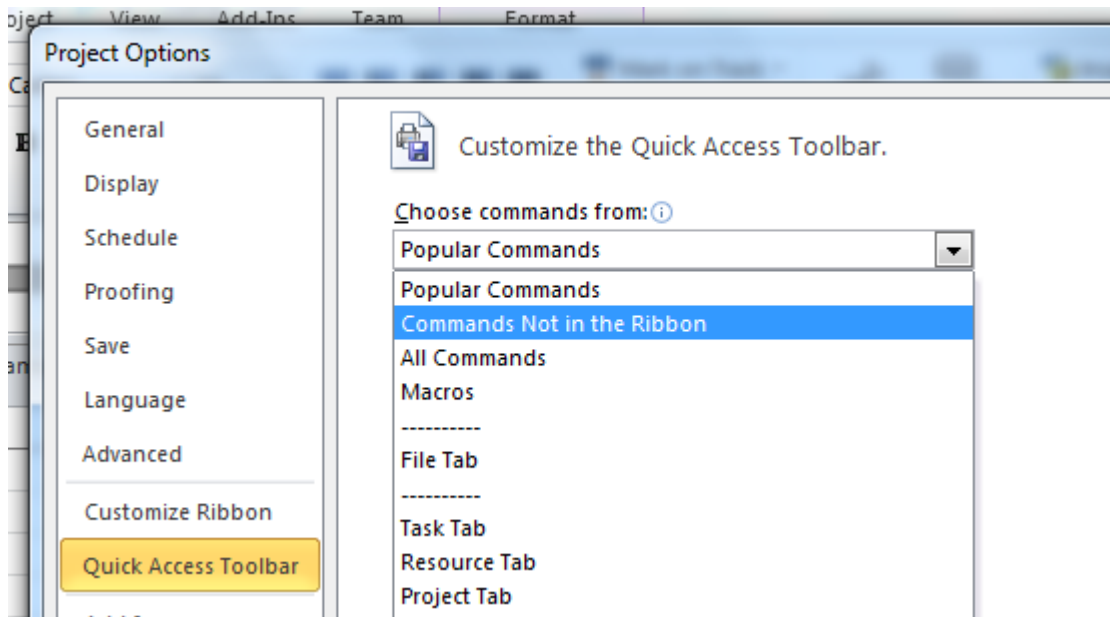 View Add-Ins Team Format
Project Options
General
Display
Schedule
Proofing
Save
Language
Advanced
Customize Ribbon
Quick Access Toolbar
Customize the Quick Access Toolbar.
Choose commands from:
Popular Commands
Popular Commands
Commands Not in the Ribbon
All Commands
Macros
----------
File Tab
----------
Task Tab
Resource Tab
Project Tab